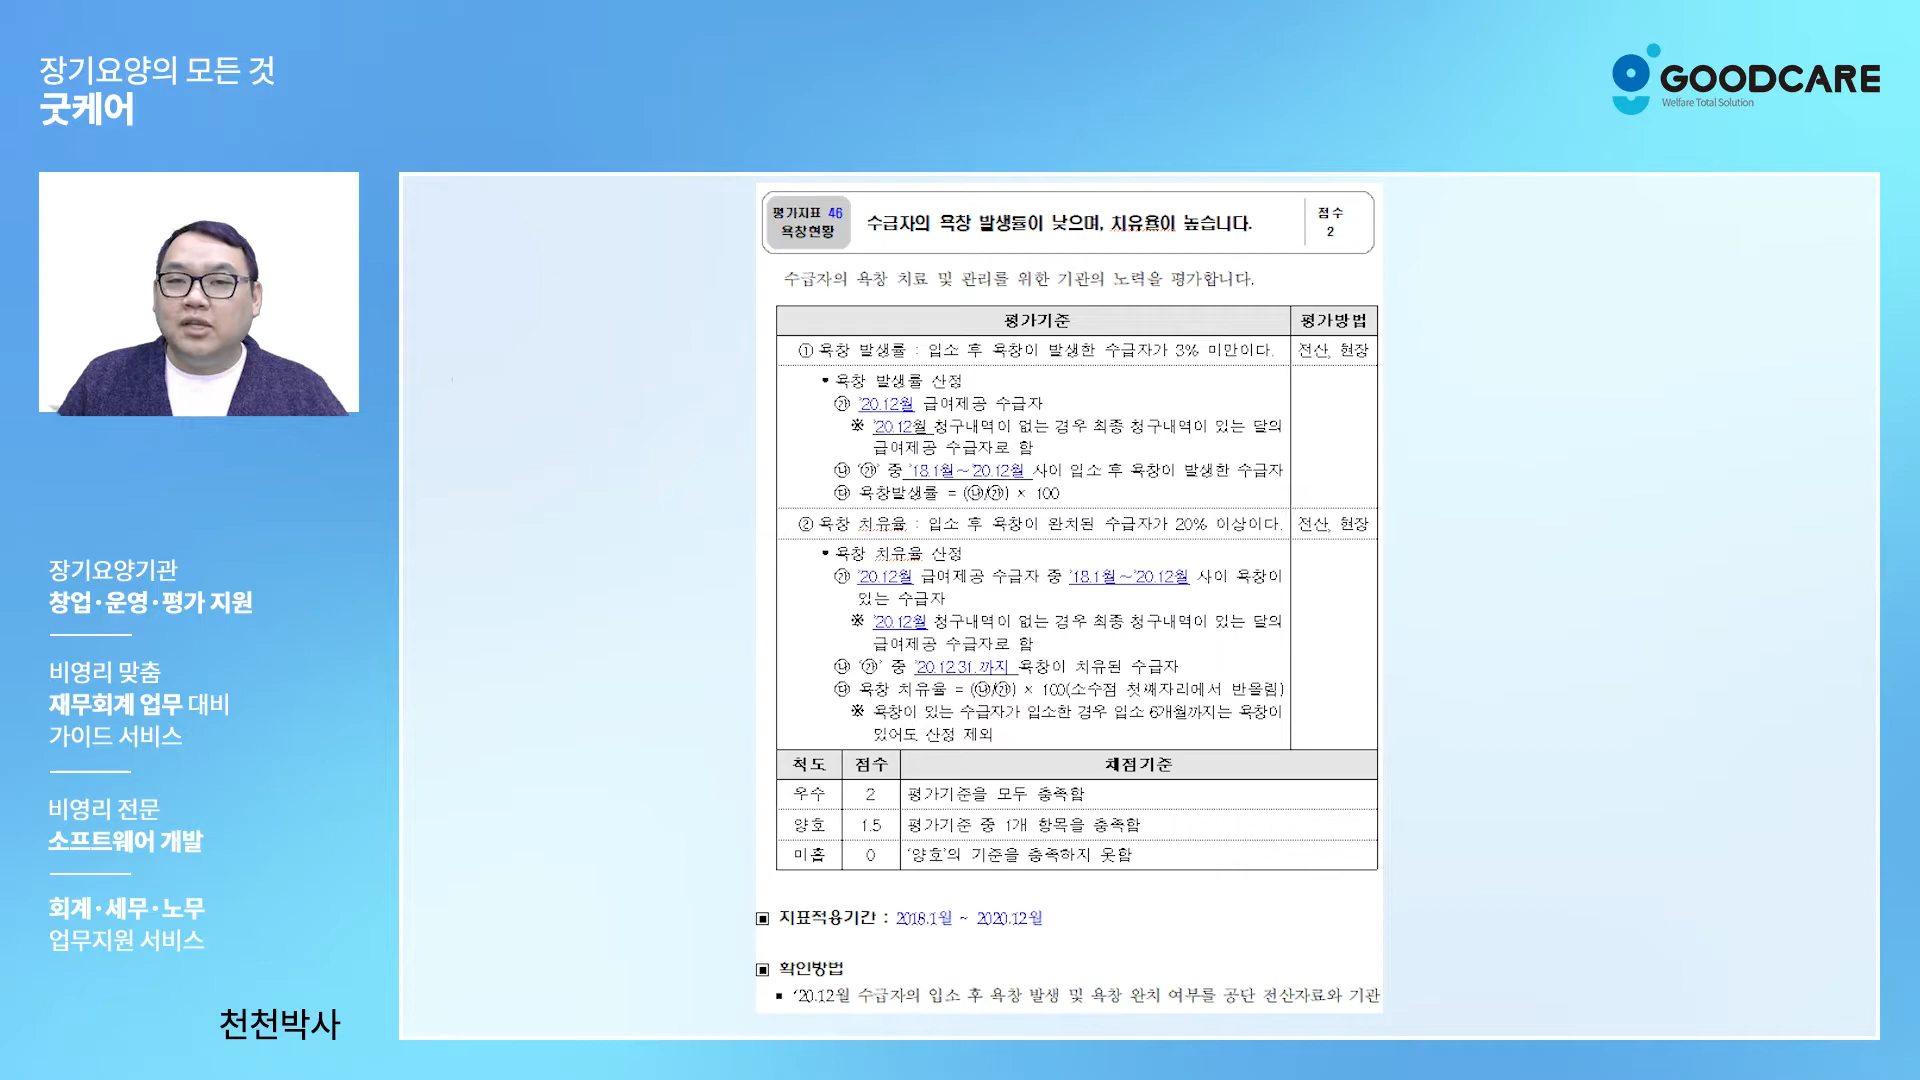 장기요양의 모든 것
굿케어
GOODCARE
Welfare Total Solution
장기요양기관
창업·운영·평가 지원
비영리 맞춤
재무회계 업무 대비
가이드 서비스
비영리 전문
소프트웨어 개발
회계·세무·노무
업무지원 서비스
천천박사
평가지표 46
욕창현황
수급자의 욕창 발생률이 낮으며, 치유율이 높습니다.
점수
2
수급자의 욕창 치료 및 관리를 위한 기관의 노력을 평가합니다.
평가기준 평가방법
① 욕창 발생률 : 입소 후 욕창이 발생한 수급자가 3% 미만이다. 전산, 현장
• 욕창 발생률 산정
㉮ '20.12월 급여제공 수급자
※ '20.12월 청구내역이 없는 경우 최종 청구내역이 있는 달의
급여제공 수급자로 함
㉯ '㉮' 중 '18.1월~'20.12월 사이 입소 후 욕창이 발생한 수급자
㉰ 욕창발생률 = (㉯/㉮) × 100
② 욕창 치유율 : 입소 후 욕창이 완치된 수급자가 20% 이상이다. 전산, 현장
• 욕창 치유율 산정
㉮ '20.12월 급여제공 수급자 중 '18.1월~'20.12월 사이 욕창이
있는 수급자
※ '20.12월 청구내역이 없는 경우 최종 청구내역이 있는 달의
급여제공 수급자로 함
㉯ '㉮' 중 '20.12.31.까지 욕창이 치유된 수급자
㉰ 욕창 치유율 = (㉯/㉮) × 100(소수점 첫째자리에서 반올림)
※ 욕창이 있는 수급자가 입소한 경우 입소 6개월까지는 욕창이
있어도 산정 제외
척도 점수 채점기준
우수 2 평가기준을 모두 충족함
양호 1.5 평가기준 중 1개 항목을 충족함
미흡 0 '양호'의 기준을 충족하지 못함
▣ 지표적용기간 : 2018.1월 ~ 2020.12월
▣ 확인방법
▪ '20.12월 수급자의 입소 후 욕창 발생 및 욕창 완치 여부를 공단 전산자료와 기관